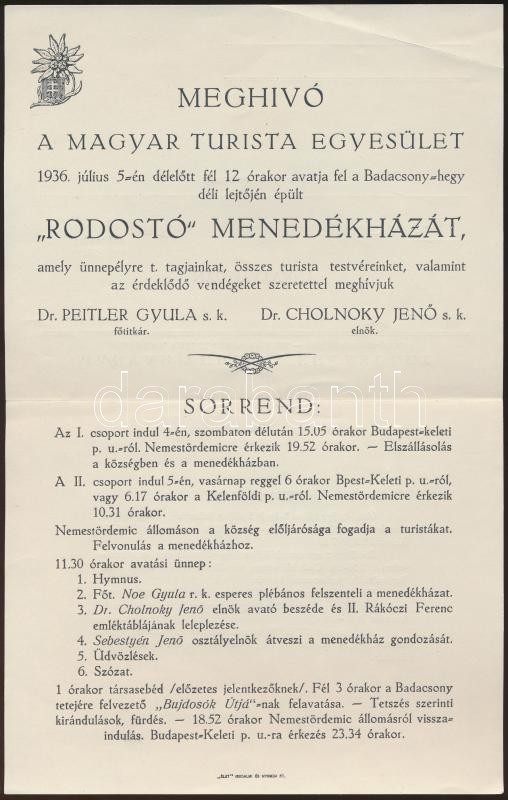 MEGHIVÓ
A MAGYAR TURISTA EGYESÜLET
1936. július 5-én délelőtt fél 12 órakor avatja fel a Badacsony-hegy
déli lejtőjén épült
„RODOSTÓ" MENEDÉKHÁZÁT,
amely ünnepélyre t. tagjainkat, összes turista testvéreinket, valamint
az érdeklődő vendégeket szeretettel meghívjuk
Dr. PEITLER GYULA s. k. Dr. CHOLNOKY JENŐ s. k.
főtitkár. elnök.
darabanth
SORREND:
Az I. csoport indul 4-én, szombaton délután 15.05 órakor Budapest-keleti
p. u.-ról. Nemestördemicre érkezik 19.52 órakor. — Elszállásolás
a községben és a menedékházban.
A II. csoport indul 5-én, vasárnap reggel 6 órakor Bpest-Keleti p. u.-ról,
vagy 6.17 órakor a Kelenföldi p. u.-ról. Nemestördemicre érkezik
10.31 órakor.
Nemestördemic állomáson a község előljárósága fogadja a turistákat.
Felvonulás a menedékházhoz.
11.30 órakor avatási ünnep:
1. Hymnus.
2. Főt. Noe Gyula r. k. esperes plébános felszenteli a menedékházat.
3. Dr. Cholnoky Jenő elnök avató beszéde és II. Rákóczi Ferenc
emléktáblájának leleplezése.
4. Sebestyén Jenő osztályelnök átveszi a menedékház gondozását.
5. Üdvözlések.
6. Szózat.
1 órakor társasebéd /előzetes jelentkezőknek/. Fél 3 órakor a Badacsony
tetejére felvezető „Bujdosók Útjá"-nak felavatása. — Tetszés szerinti
kirándulások, fürdés. — 18.52 órakor Nemestördemic állomásról vissza-
indulás. Budapest-Keleti p. u.-ra érkezés 23.34 órakor.
„ÉLET" IRODALMI ÉS NYOMDA RT.